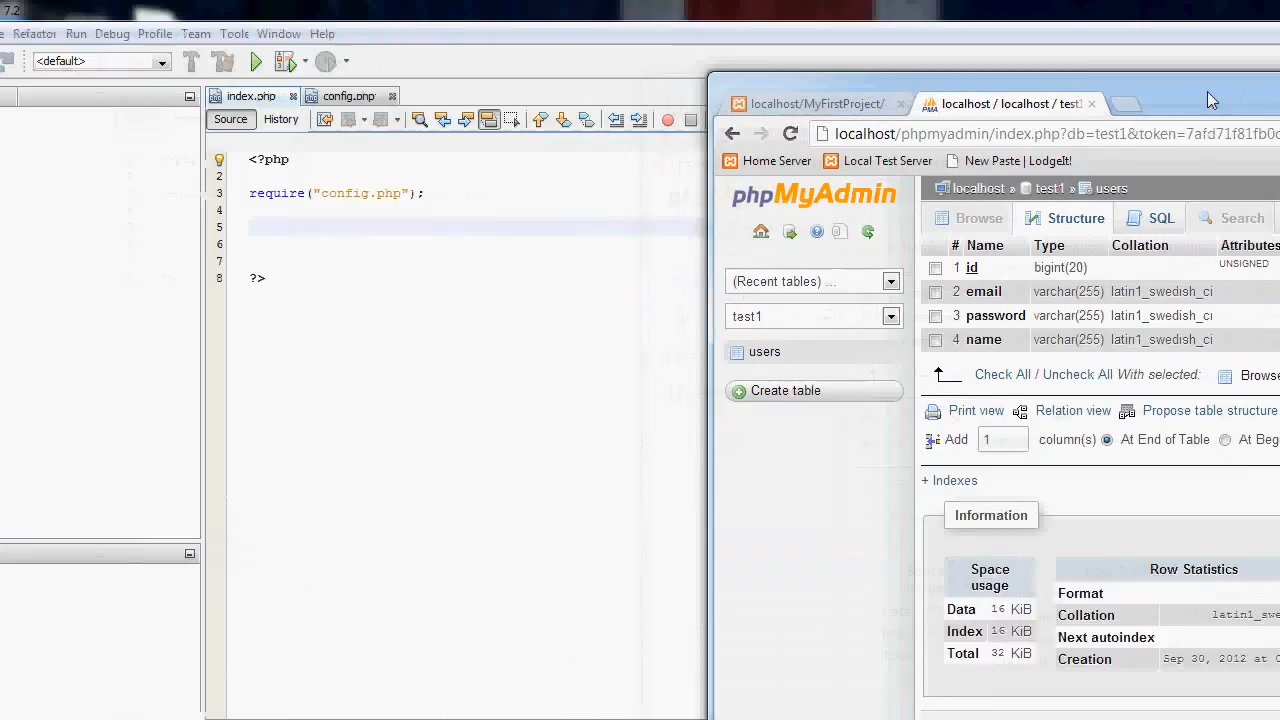 7.2
Refactor Run Debug Profile Team Tools Window Help
<default>
index.php config.php
Source History
<?php
2
3 require("config.php");
4
5
6
7
8 ?>
localhost/MyFirstProject/ localhost / localhost / test1
localhost/phpmyadmin/index.php?db=test1&token=7afd71f81fb0
Home Server Local Test Server New Paste | LodgeIt!
phpMyAdmin
(Recent tables) ...
test1
users
Create table
localhost » test1 » users
Browse Structure SQL Search
# Name Type Collation Attributes
1 id bigint(20) UNSIGNED
2 email varchar(255) latin1_swedish_ci
3 password varchar(255) latin1_swedish_ci
4 name varchar(255) latin1_swedish_ci
Check All / Uncheck All With selected: Browse
Print view Relation view Propose table structure
Add 1 column(s) At End of Table At Beg
+ Indexes
Information
Space usage
Data 16 KiB
Index 16 KiB
Total 32 KiB
Row Statistics
Format
Collation latin1_swe
Next autoindex
Creation Sep 30, 2012 at